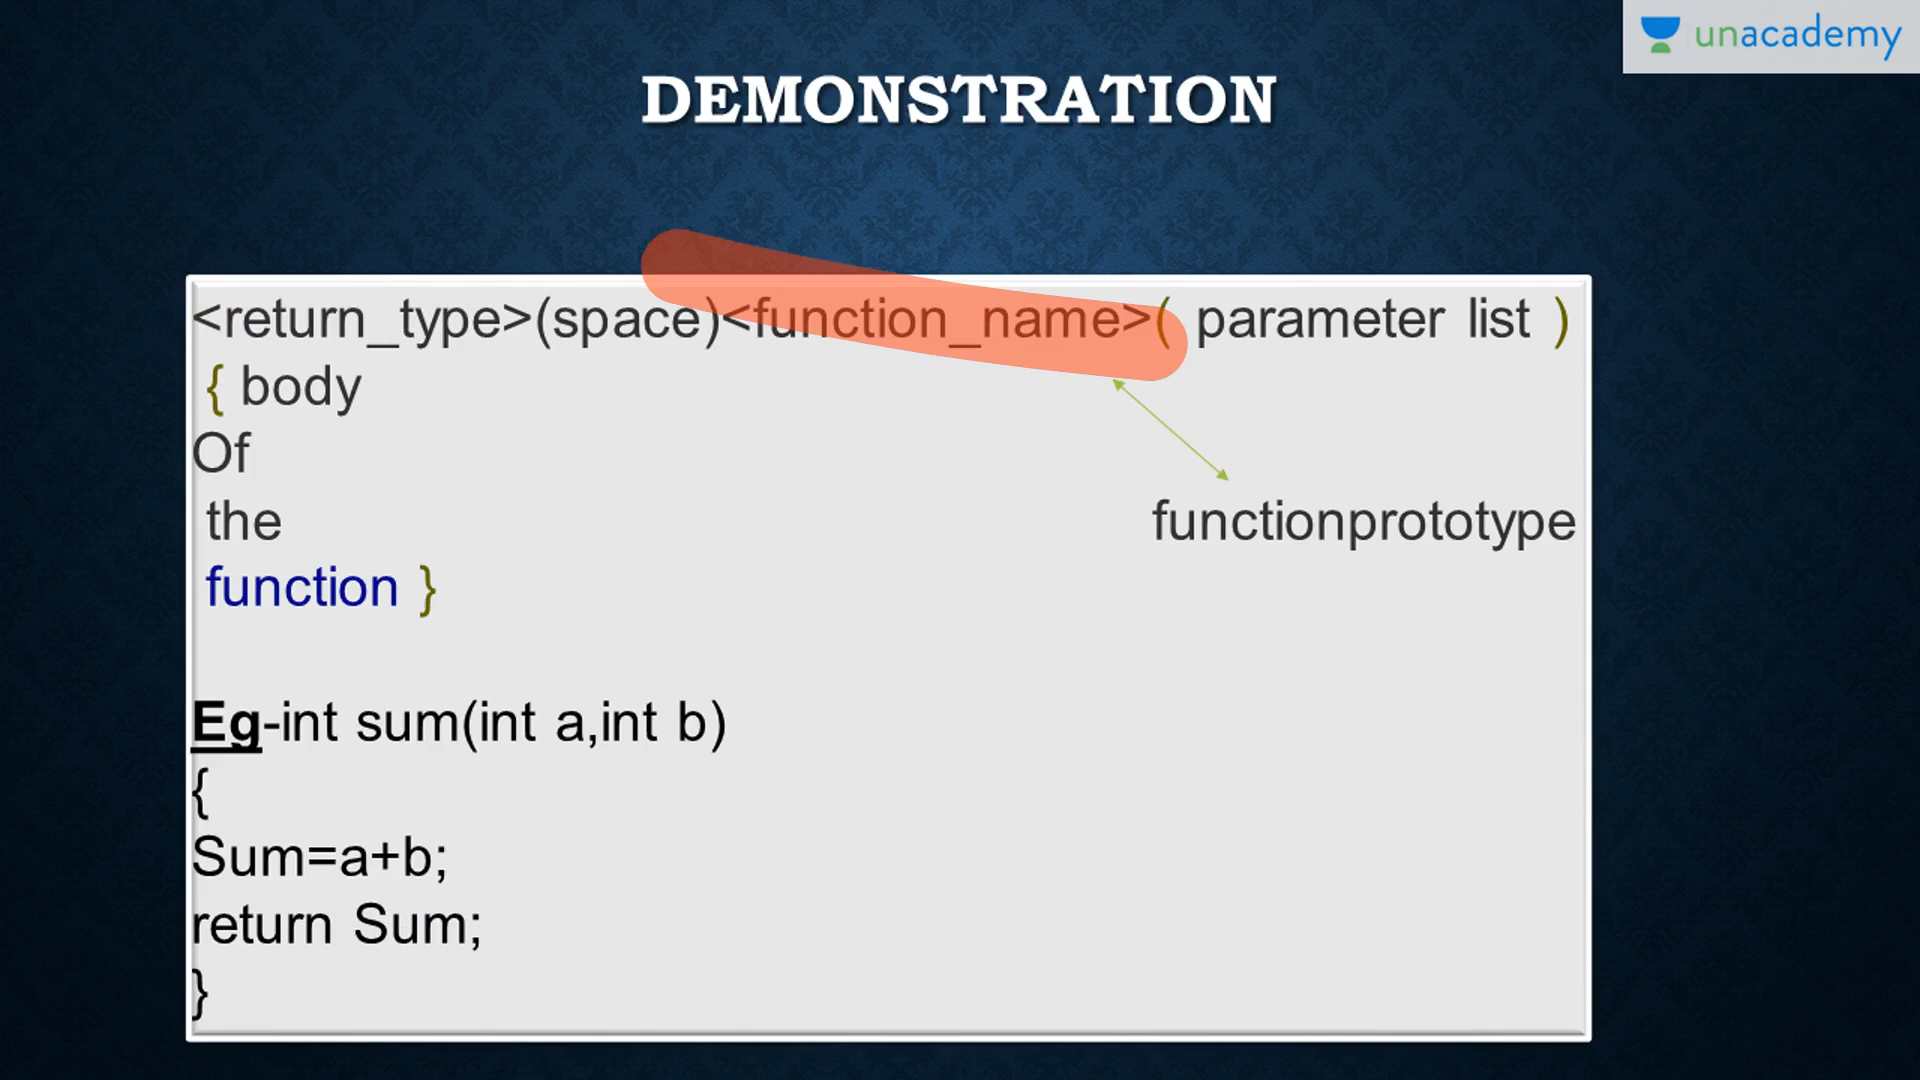 unacademy
DEMONSTRATION
<return_type>(space)<function_name>( parameter list )
{ body
Of
the
functionprototype
function }
Eg-int sum(int a,int b)
{
Sum=a+b;
return Sum;
}